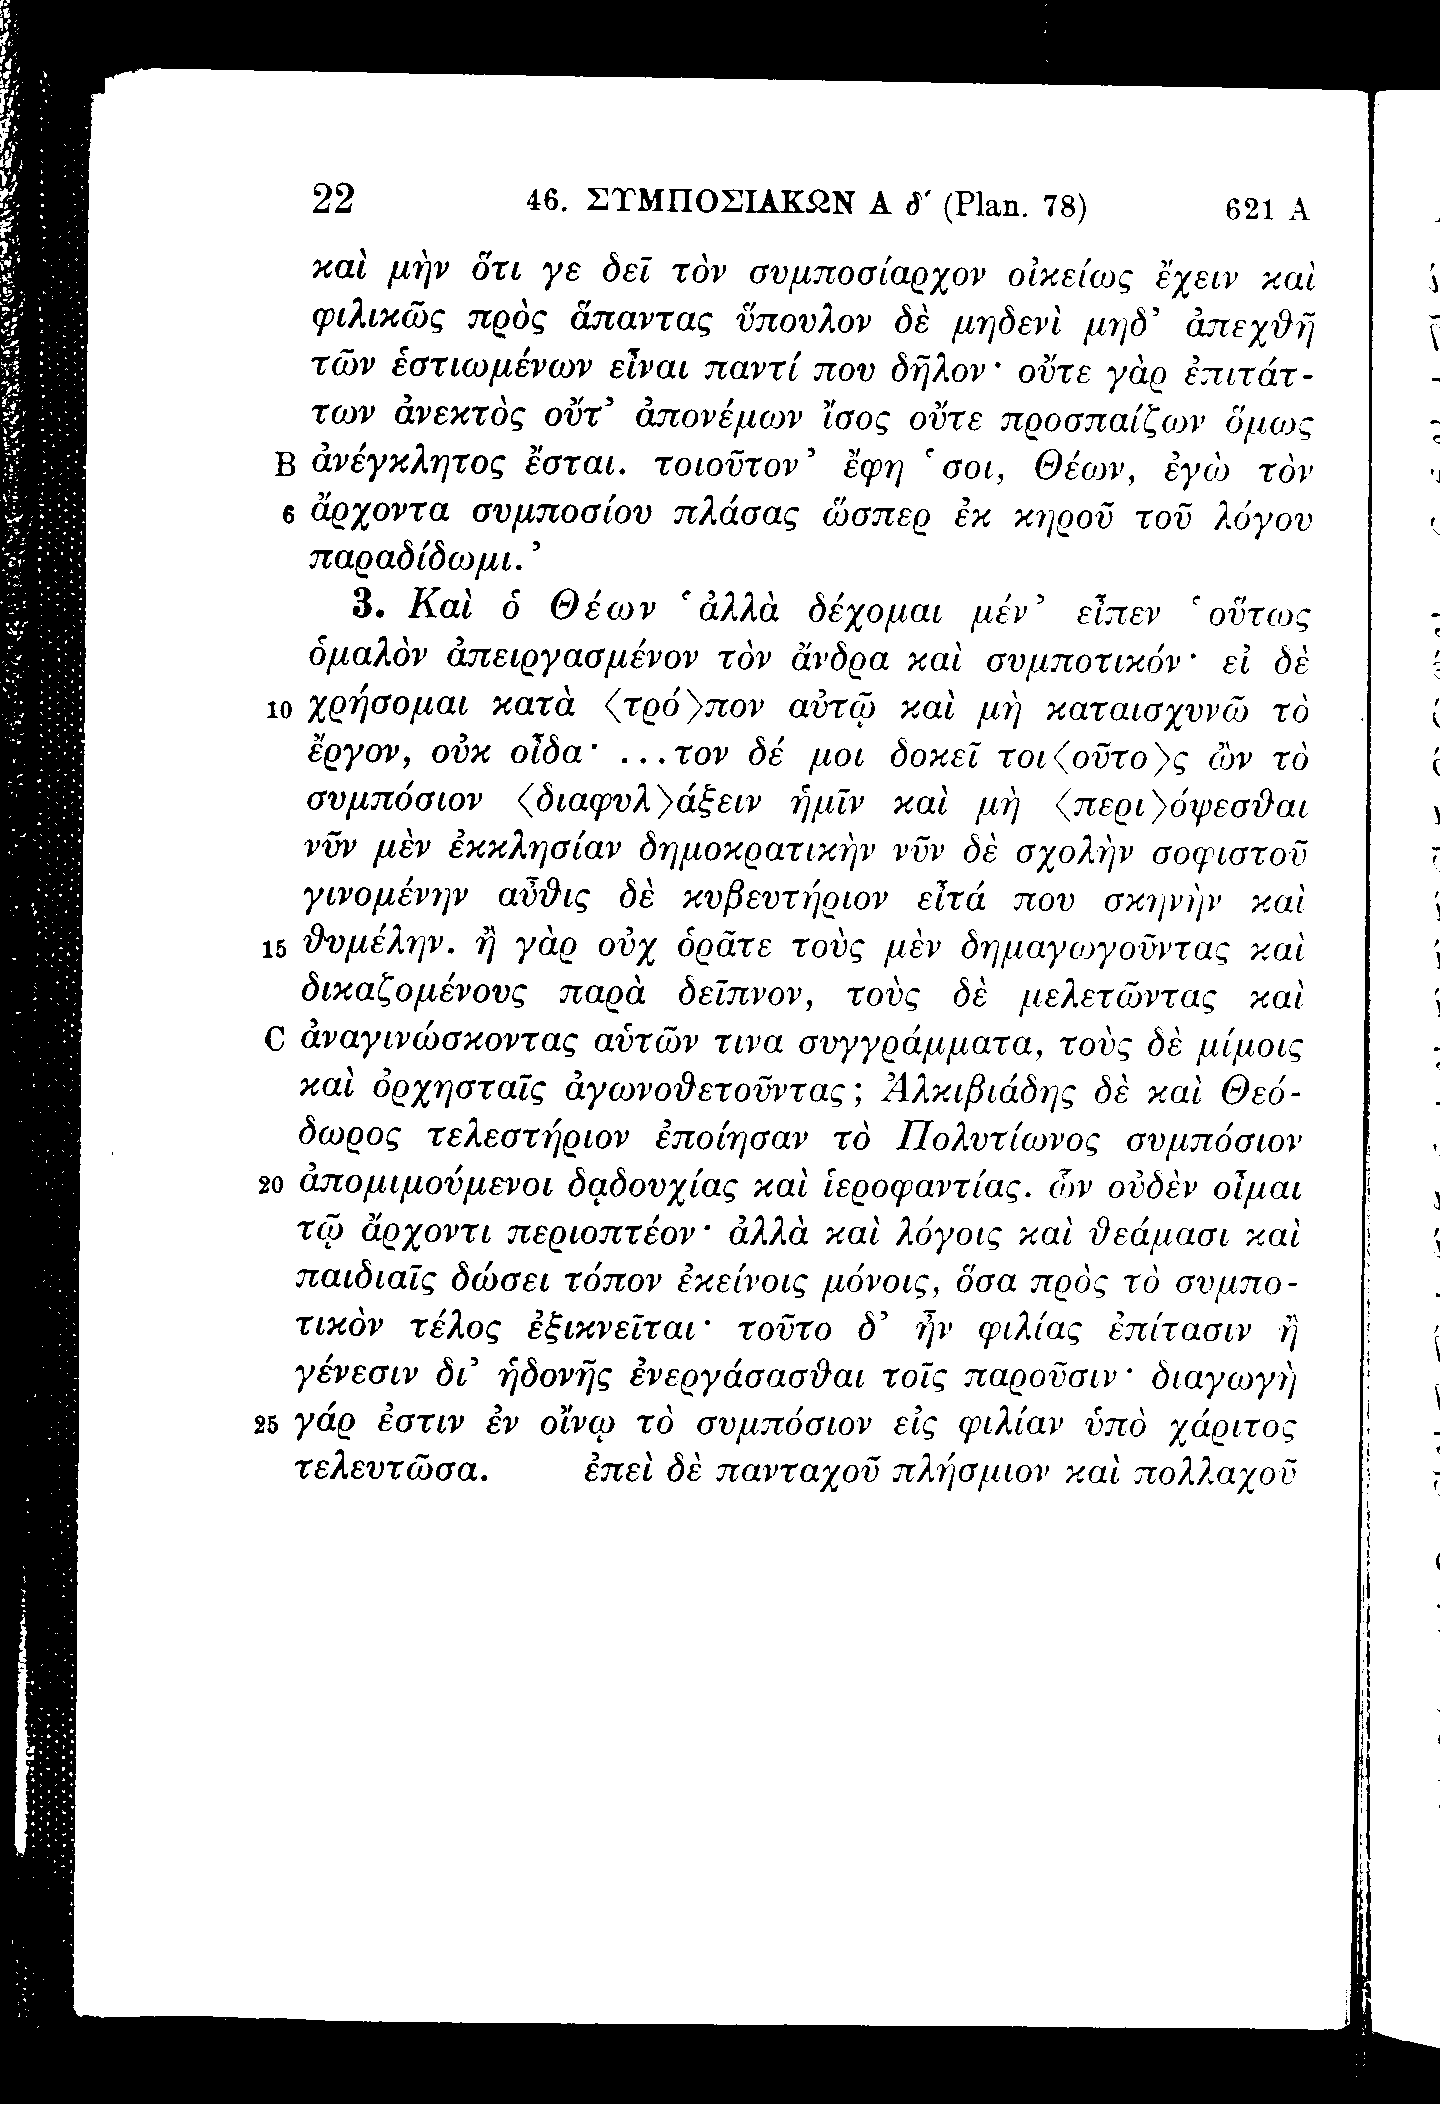 22 46. ΣΥΜΠΟΣΙΑΚΩΝ Α δ′ (Plan. 78) 621 A
καὶ μὴν ὅτι γε δεῖ τὸν συμποσίαρχον οἰκείως ἔχειν καὶ
φιλικῶς πρὸς ἅπαντας ὕπουλον δὲ μηδενὶ μηδ’ ἀπεχθῆ
τῶν ἑστιωμένων εἶναι παντί που δῆλον· οὔτε γὰρ ἐπιτάτ-
των ἀνεκτὸς οὔτ’ ἀπονέμων ἴσος οὔτε προσπαίζων ὅμως
B ἀνέγκλητος ἔσται. τοιοῦτον’ ἔφη ‘σοι, Θέων, ἐγὼ τὸν
6 ἄρχοντα συμποσίου πλάσας ὥσπερ ἐκ κηροῦ τοῦ λόγου
παραδίδωμι.’
3. Καὶ ὁ Θέων ‘ἀλλὰ δέχομαι μέν’ εἶπεν ‘οὕτως
ὁμαλὸν ἀπειργασμένον τὸν ἄνδρα καὶ συμποτικόν· εἰ δὲ
10 χρήσομαι κατὰ ⟨τρό⟩πον αὐτῷ καὶ μὴ καταισχυνῶ τὸ
ἔργον, οὐκ οἶδα· ...τον δέ μοι δοκεῖ τοι⟨οῦτο⟩ς ὢν τὸ
συμπόσιον ⟨διαφυλ⟩άξειν ἡμῖν καὶ μὴ ⟨περι⟩όψεσθαι
νῦν μὲν ἐκκλησίαν δημοκρατικὴν νῦν δὲ σχολὴν σοφιστοῦ
γινομένην αὖθις δὲ κυβευτήριον εἶτά που σκηνὴν καὶ
15 θυμέλην. ἢ γὰρ οὐχ ὁρᾶτε τοὺς μὲν δημαγωγοῦντας καὶ
δικαζομένους παρὰ δεῖπνον, τοὺς δὲ μελετῶντας καὶ
C ἀναγινώσκοντας αὑτῶν τινα συγγράμματα, τοὺς δὲ μίμοις
καὶ ὀρχησταῖς ἀγωνοθετοῦντας; Ἀλκιβιάδης δὲ καὶ Θεό-
δωρος τελεστήριον ἐποίησαν τὸ Πολυτίωνος συμπόσιον
20 ἀπομιμούμενοι δᾳδουχίας καὶ ἱεροφαντίας. ὧν οὐδὲν οἶμαι
τῷ ἄρχοντι περιοπτέον· ἀλλὰ καὶ λόγοις καὶ θεάμασι καὶ
παιδιαῖς δώσει τόπον ἐκείνοις μόνοις, ὅσα πρὸς τὸ συμπο-
τικὸν τέλος ἐξικνεῖται· τοῦτο δ’ ἦν φιλίας ἐπίτασιν ἢ
γένεσιν δι’ ἡδονῆς ἐνεργάσασθαι τοῖς παροῦσιν· διαγωγὴ
25 γάρ ἐστιν ἐν οἴνῳ τὸ συμπόσιον εἰς φιλίαν ὑπὸ χάριτος
τελευτῶσα. ἐπεὶ δὲ πανταχοῦ πλήσμιον καὶ πολλαχοῦ